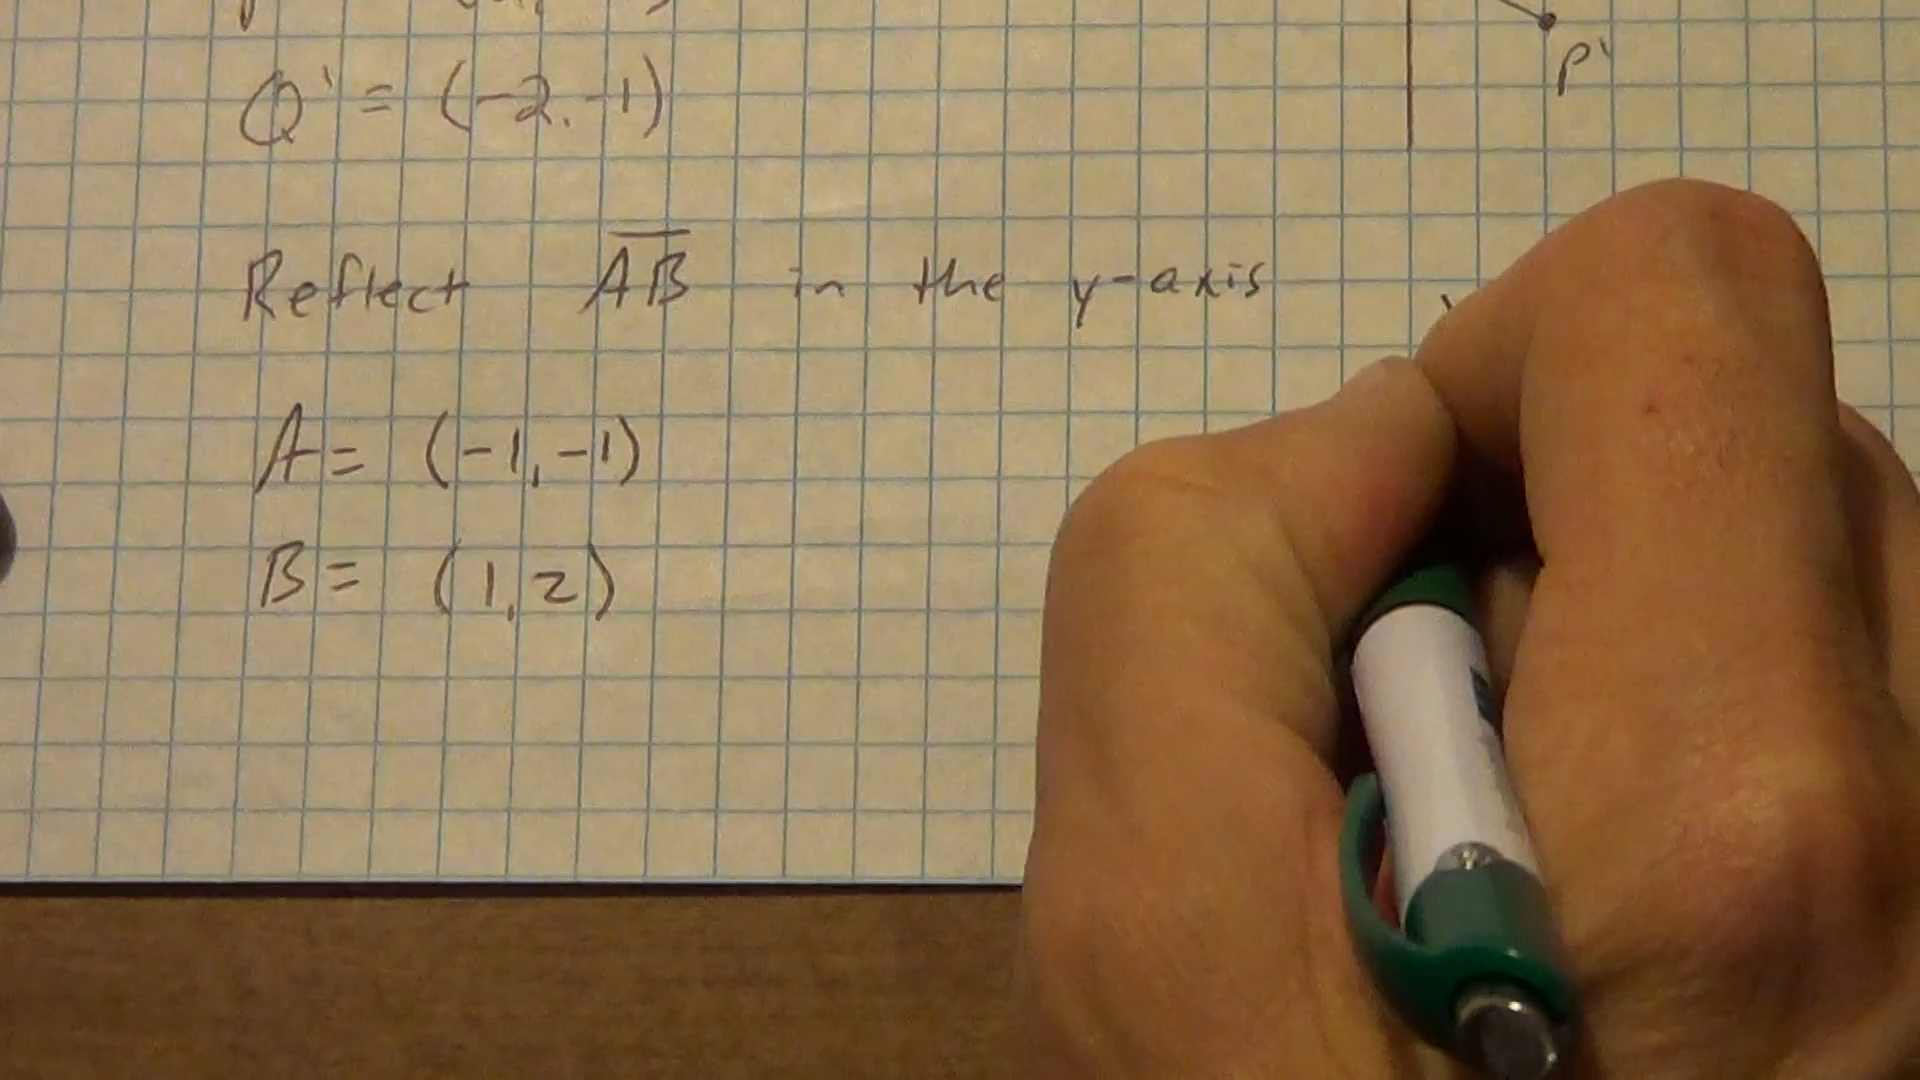 Q' = (-2,-1)
P'
Reflect AB in the y-axis
A = (-1,-1)
B = (1,2)